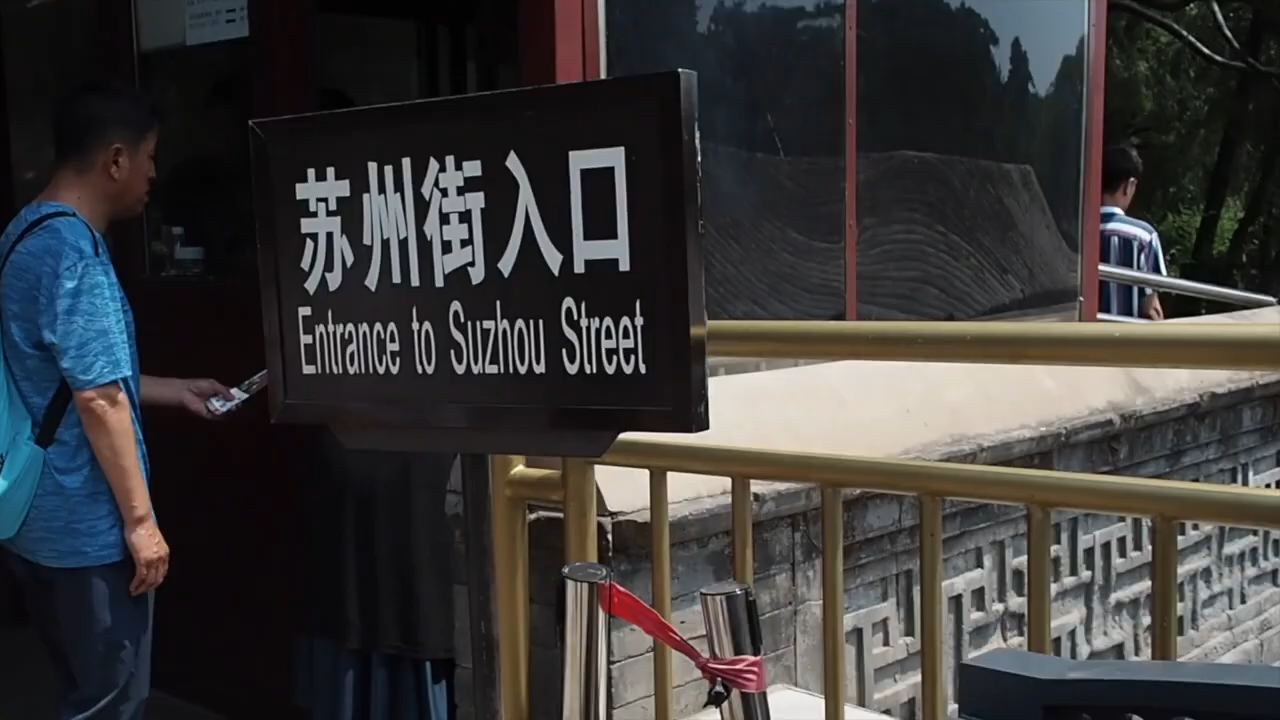 苏州街入口
Entrance to Suzhou Street